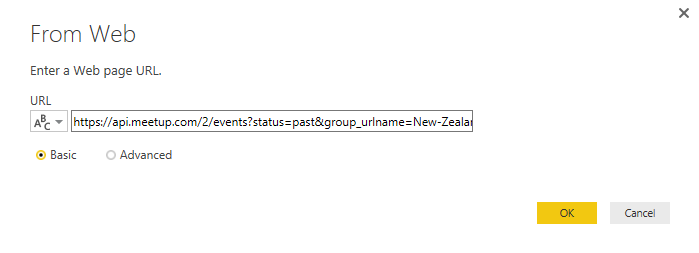 From Web
Enter a Web page URL.
URL
ABC https://api.meetup.com/2/events?status=past&group_urlname=New-Zealan
Basic Advanced
OK Cancel